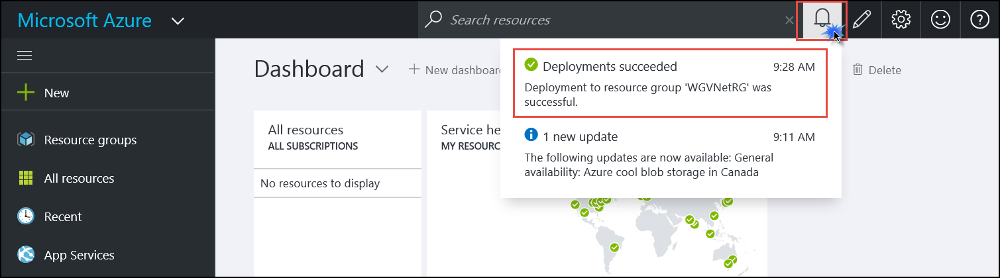 Microsoft Azure
Search resources
Dashboard
New dashboard
Delete
New
Resource groups
All resources
Recent
App Services
All resources
ALL SUBSCRIPTIONS
No resources to display
Service he
MY RESOURC
Deployments succeeded 9:28 AM
Deployment to resource group 'WGVNetRG' was
successful.
1 new update 9:11 AM
The following updates are now available: General
availability: Azure cool blob storage in Canada